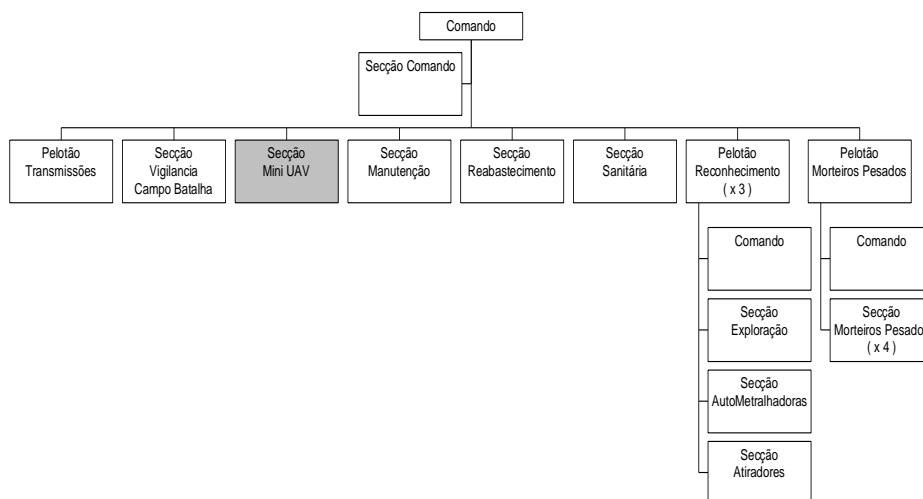 Comando
Secção Comando
Pelotão
Transmissões
Secção
Vigilancia
Campo Batalha
Secção
Mini UAV
Secção
Manutenção
Secção
Reabastecimento
Secção
Sanitária
Pelotão
Reconhecimento
( x 3 )
Pelotão
Morteiros Pesados
Comando
Secção
Exploração
Secção
AutoMetralhadoras
Secção
Atiradores
Comando
Secção
Morteiros Pesado
( x 4 )